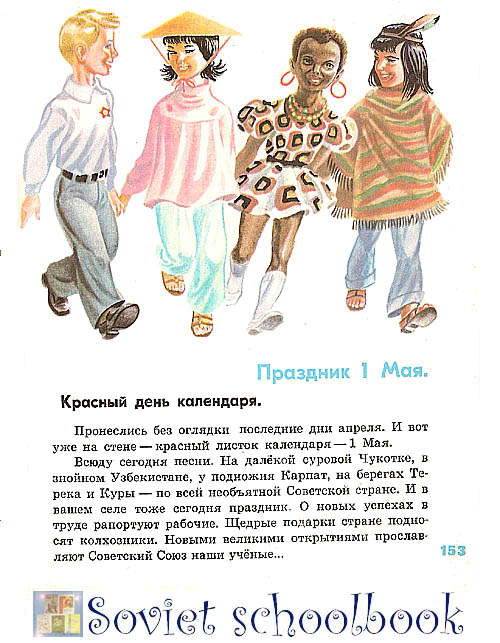 Праздник 1 Мая.
Красный день календаря.
Пронеслись без оглядки последние дни апреля. И вот
уже на стене — красный листок календаря — 1 Мая.
Всюду сегодня песни. На далёкой суровой Чукотке, в
знойном Узбекистане, у подножия Карпат, на берегах Те-
река и Куры — по всей необъятной Советской стране. И в
вашем селе тоже сегодня праздник. О новых успехах в
труде рапортуют рабочие. Щедрые подарки стране подно-
сят колхозники. Новыми великими открытиями прослав-
ляют Советский Союз наши учёные...
153
Soviet schoolbook